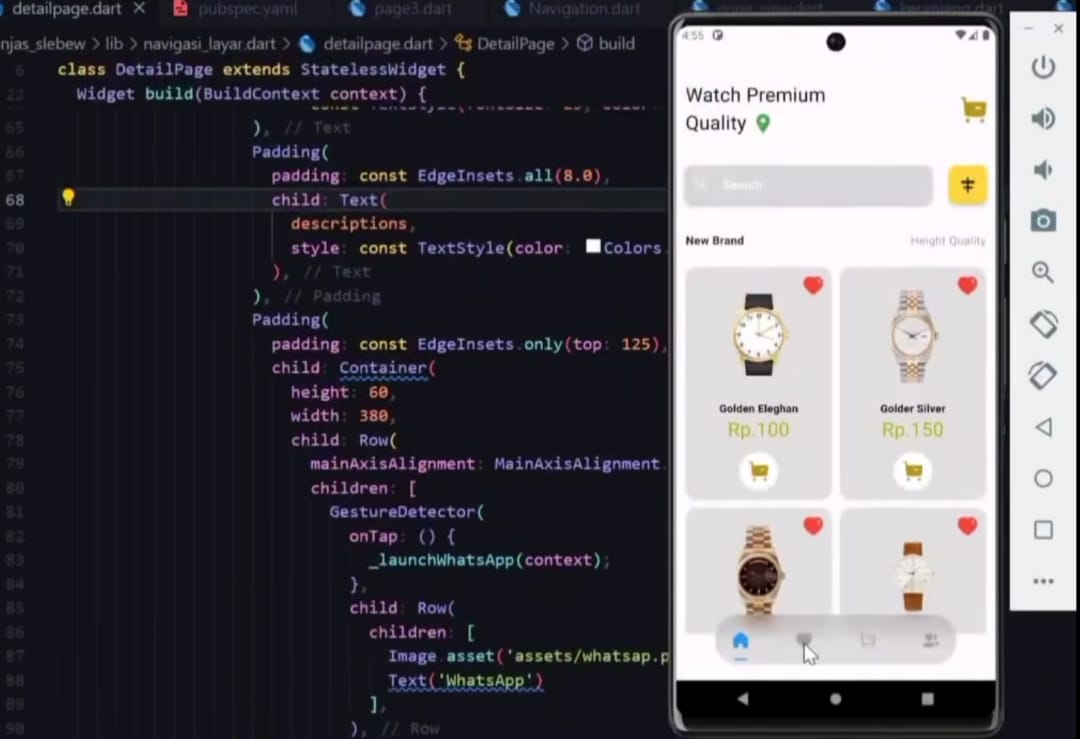 detailpage.dart
pubspec.yaml
page3.dart
Navigation.dart
keranjang.dart
njas_slebew > lib > navigasi_layar.dart > detailpage.dart > DetailPage > build
6 class DetailPage extends StatelessWidget {
22 Widget build(BuildContext context) {
65 ), // Text
66 Padding(
67 padding: const EdgeInsets.all(8.0),
68 child: Text(
69 descriptions,
70 style: const TextStyle(color: Colors.
71 ), // Text
72 ), // Padding
73 Padding(
74 padding: const EdgeInsets.only(top: 125),
75 child: Container(
76 height: 60,
77 width: 380,
78 child: Row(
79 mainAxisAlignment: MainAxisAlignment.
80 children: [
81 GestureDetector(
82 onTap: () {
83 _launchWhatsApp(context);
84 },
85 child: Row(
86 children: [
87 Image.asset('assets/whatsap.p
88 Text('WhatsApp')
89 ],
90 ), // Row
4:55
Watch Premium
Quality
Search
New Brand
Height Quality
Golden Eleghan
Rp.100
Golder Silver
Rp.150